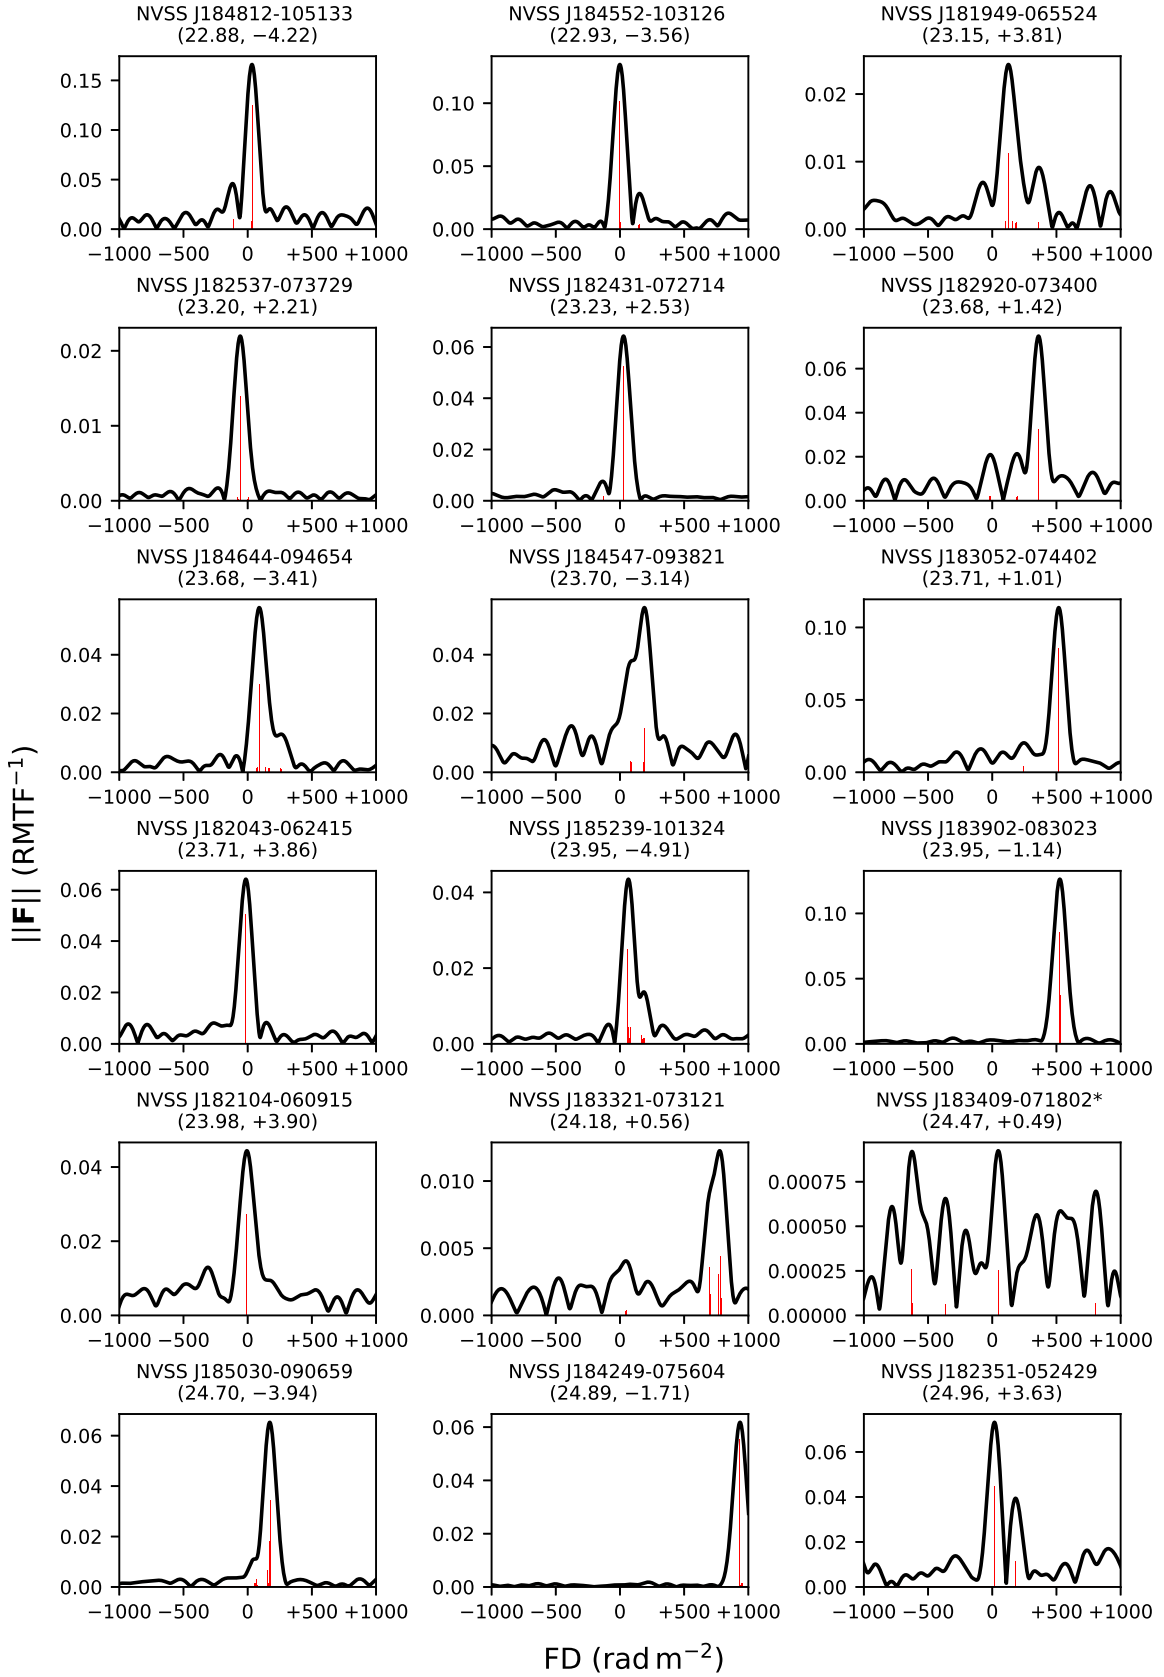 NVSS J184812-105133
(22.88, −4.22)
0.15
0.10
0.05
0.00
−1000 −500 0 +500 +1000
NVSS J184552-103126
(22.93, −3.56)
0.10
0.05
0.00
−1000 −500 0 +500 +1000
NVSS J181949-065524
(23.15, +3.81)
0.02
0.01
0.00
−1000 −500 0 +500 +1000
NVSS J182537-073729
(23.20, +2.21)
0.02
0.01
0.00
−1000 −500 0 +500 +1000
NVSS J182431-072714
(23.23, +2.53)
0.06
0.04
0.02
0.00
−1000 −500 0 +500 +1000
NVSS J182920-073400
(23.68, +1.42)
0.06
0.04
0.02
0.00
−1000 −500 0 +500 +1000
NVSS J184644-094654
(23.68, −3.41)
0.04
0.02
0.00
−1000 −500 0 +500 +1000
NVSS J184547-093821
(23.70, −3.14)
0.04
0.02
0.00
−1000 −500 0 +500 +1000
NVSS J183052-074402
(23.71, +1.01)
0.10
0.05
0.00
−1000 −500 0 +500 +1000
NVSS J182043-062415
(23.71, +3.86)
0.06
0.04
0.02
0.00
−1000 −500 0 +500 +1000
NVSS J185239-101324
(23.95, −4.91)
0.04
0.02
0.00
−1000 −500 0 +500 +1000
NVSS J183902-083023
(23.95, −1.14)
0.10
0.05
0.00
−1000 −500 0 +500 +1000
NVSS J182104-060915
(23.98, +3.90)
0.04
0.02
0.00
−1000 −500 0 +500 +1000
NVSS J183321-073121
(24.18, +0.56)
0.010
0.005
0.000
−1000 −500 0 +500 +1000
NVSS J183409-071802*
(24.47, +0.49)
0.00075
0.00050
0.00025
0.00000
−1000 −500 0 +500 +1000
NVSS J185030-090659
(24.70, −3.94)
0.06
0.04
0.02
0.00
−1000 −500 0 +500 +1000
NVSS J184249-075604
(24.89, −1.71)
0.06
0.04
0.02
0.00
−1000 −500 0 +500 +1000
NVSS J182351-052429
(24.96, +3.63)
0.06
0.04
0.02
0.00
−1000 −500 0 +500 +1000
||F|| (RMTF⁻¹)
FD (rad m⁻²)